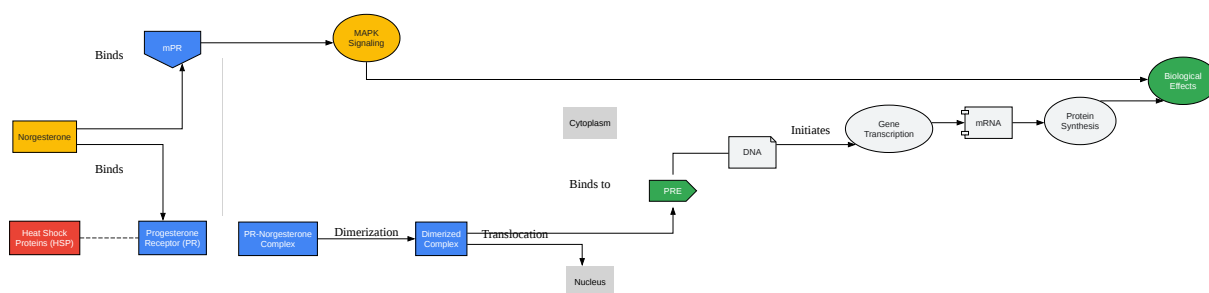 Binds
mPR
MAPK
Signaling
Biological
Effects
Norgesterone
Cytoplasm
Gene
Transcription
mRNA
Protein
Synthesis
Initiates
DNA
Binds
Binds to
PRE
Heat Shock
Proteins (HSP)
Progesterone
Receptor (PR)
PR-Norgesterone
Complex
Dimerization
Dimerized
Complex
Translocation
Nucleus